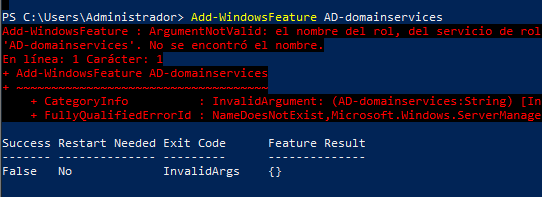 PS C:\Users\Administrador> Add-WindowsFeature AD-domainservices
Add-WindowsFeature : ArgumentNotValid: el nombre del rol, del servicio de rol
'AD-domainservices'. No se encontró el nombre.
En línea: 1 Carácter: 1
+ Add-WindowsFeature AD-domainservices
+ ~~~~~~~~~~~~~~~~~~~~~~~~~~~~~~~~~~~~
+ CategoryInfo : InvalidArgument: (AD-domainservices:String) [In
+ FullyQualifiedErrorId : NameDoesNotExist,Microsoft.Windows.ServerManage
Success Restart Needed Exit Code Feature Result
------- -------------- --------- --------------
False No InvalidArgs {}